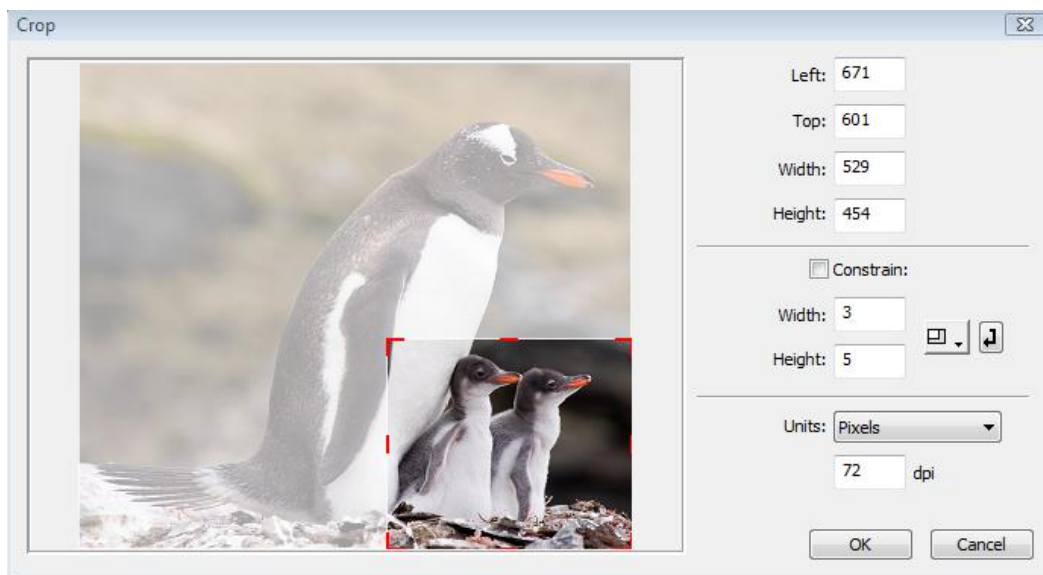 Crop
Left: 671
Top: 601
Width: 529
Height: 454
Constrain:
Width: 3
Height: 5
Units: Pixels
72 dpi
OK Cancel